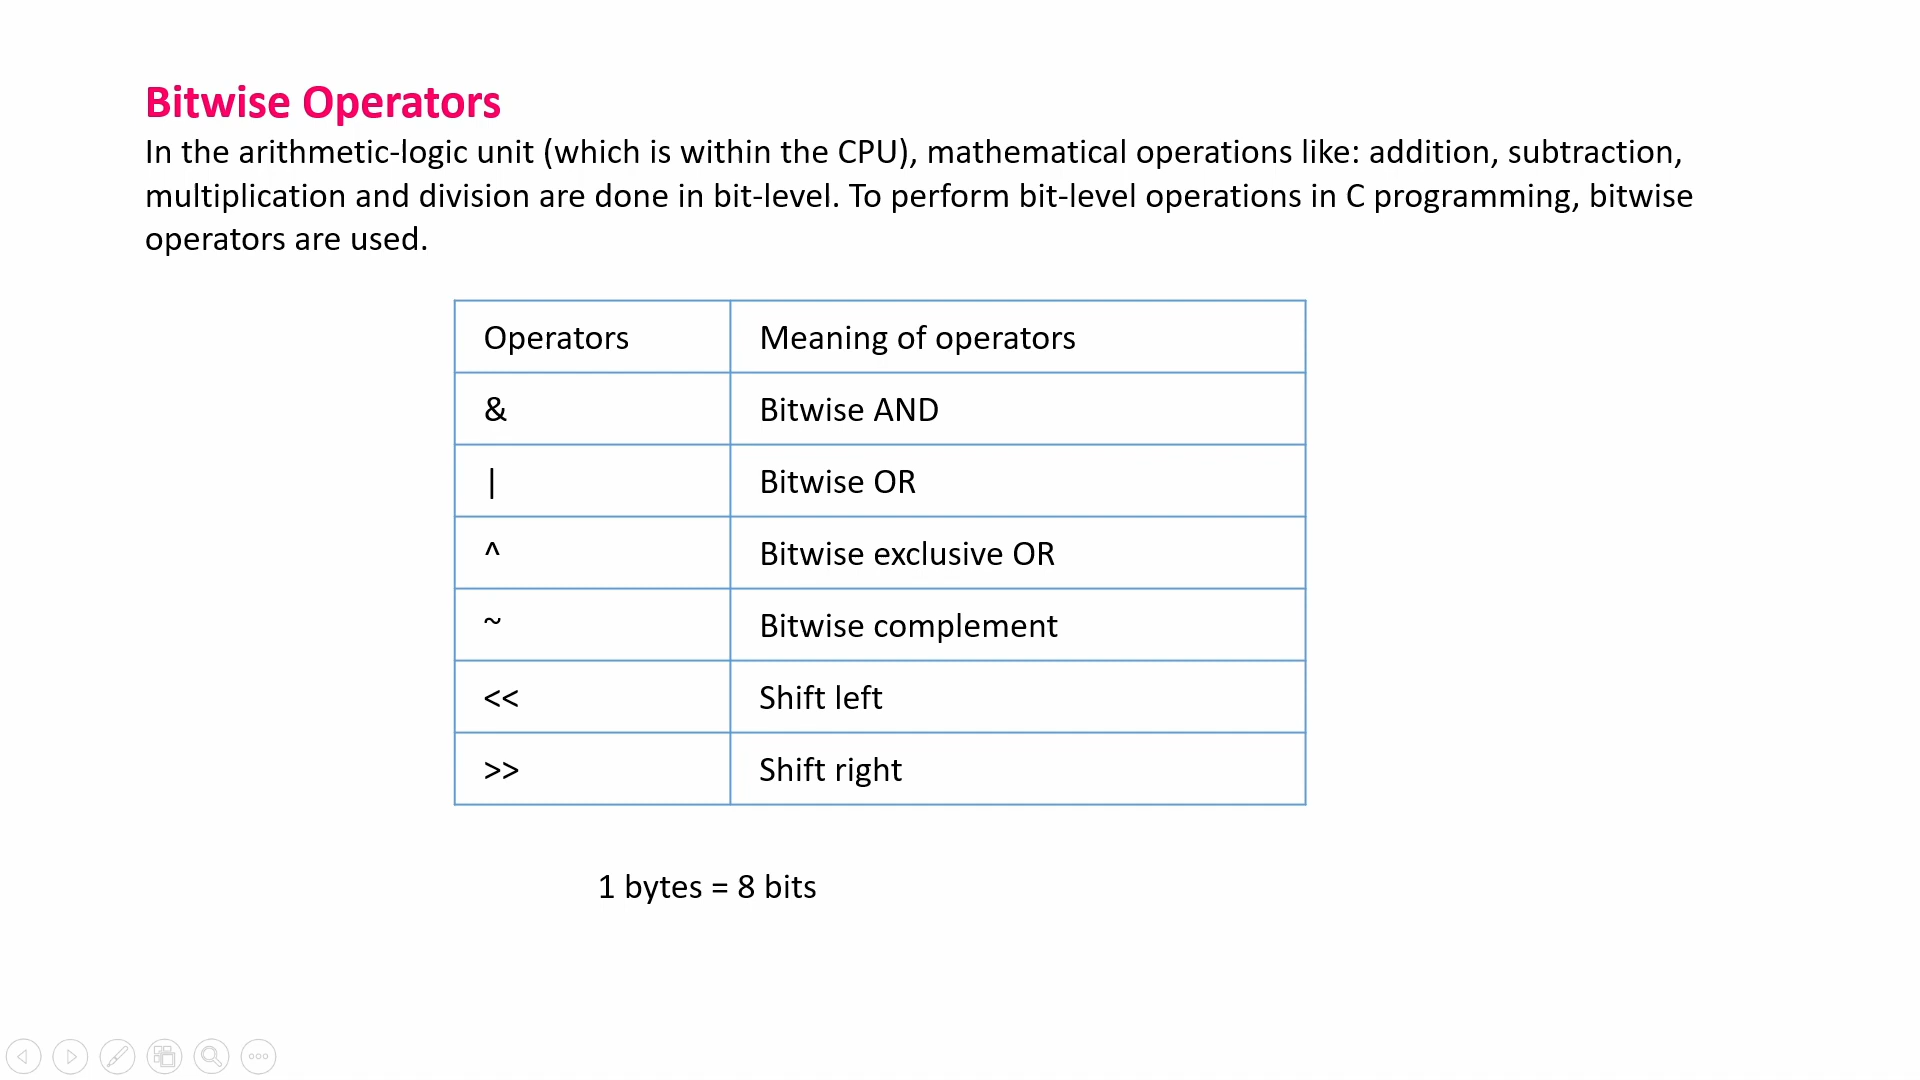 Bitwise Operators
In the arithmetic-logic unit (which is within the CPU), mathematical operations like: addition, subtraction,
multiplication and division are done in bit-level. To perform bit-level operations in C programming, bitwise
operators are used.
Operators Meaning of operators
& Bitwise AND
| Bitwise OR
^ Bitwise exclusive OR
~ Bitwise complement
<< Shift left
>> Shift right
1 bytes = 8 bits